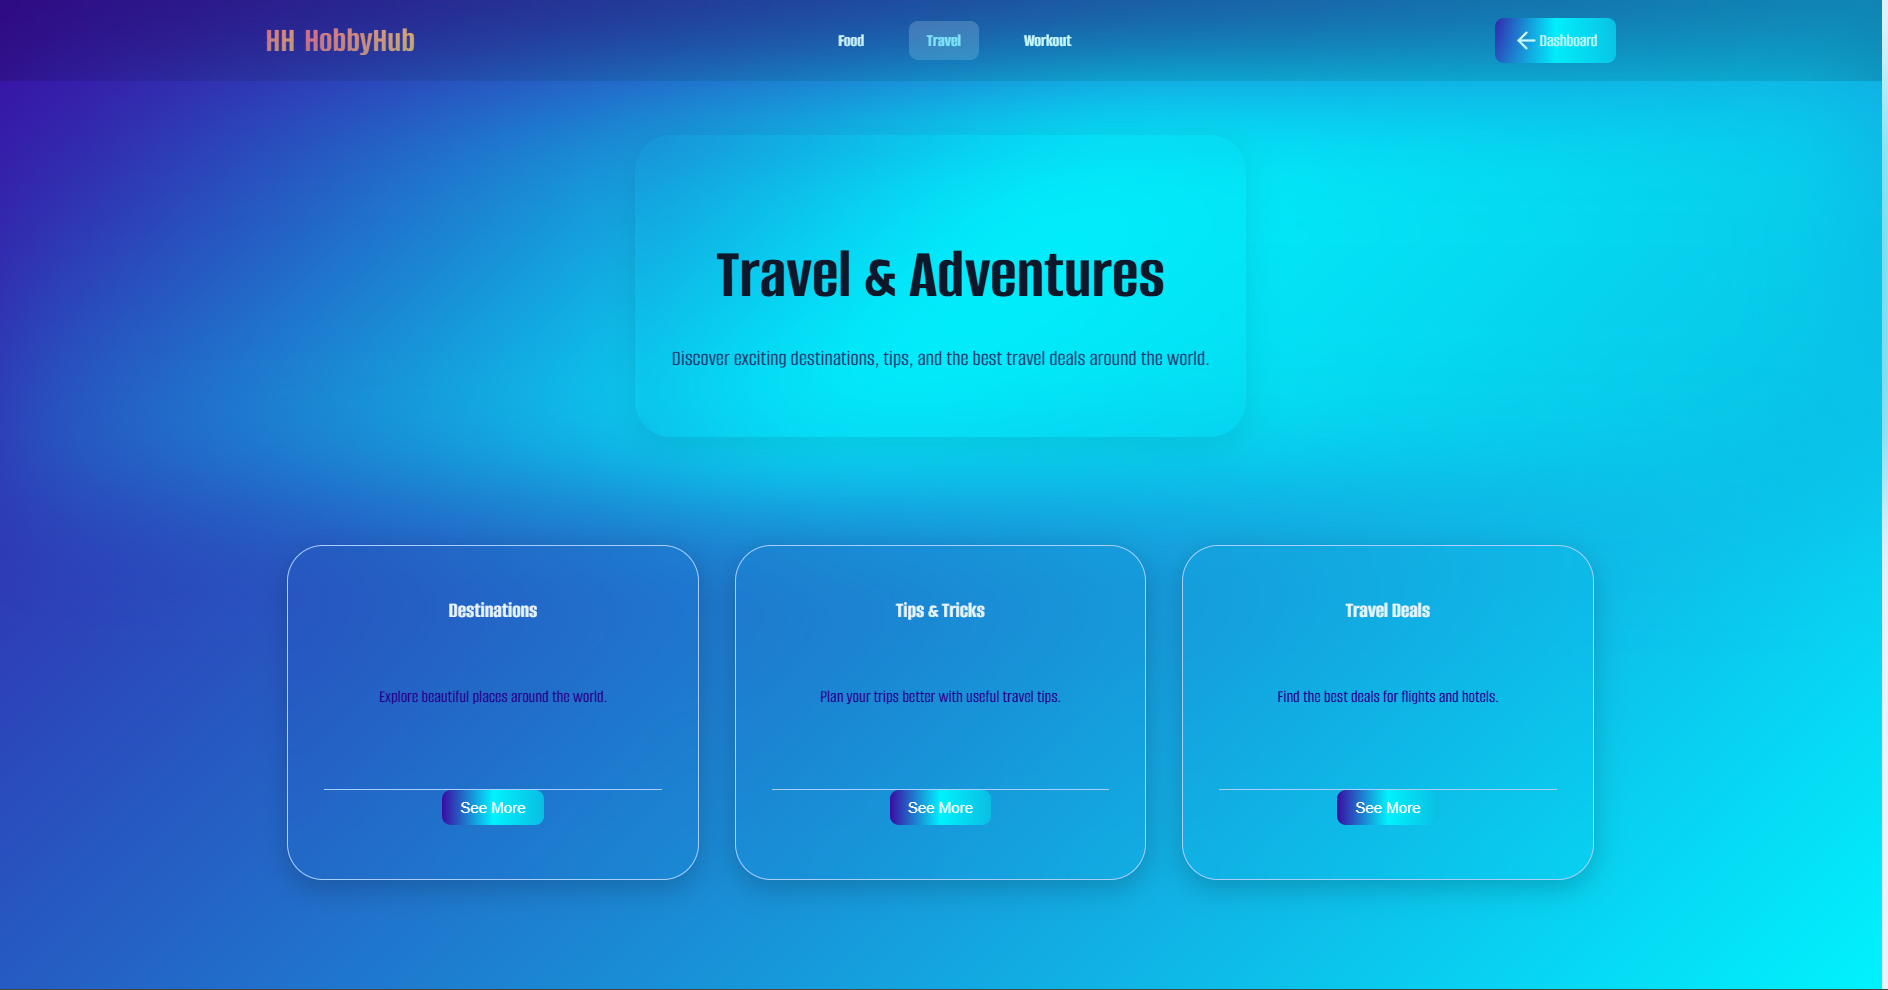 HH HobbyHub
Food
Travel
Workout
Dashboard
Travel & Adventures
Discover exciting destinations, tips, and the best travel deals around the world.
Destinations
Explore beautiful places around the world.
See More
Tips & Tricks
Plan your trips better with useful travel tips.
See More
Travel Deals
Find the best deals for flights and hotels.
See More